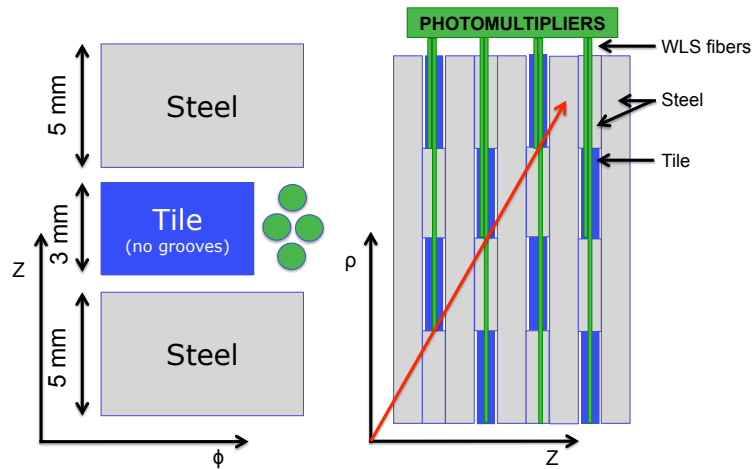 Steel
5 mm
Tile
(no grooves)
3 mm
Z
Steel
5 mm
ϕ
PHOTOMULTIPLIERS
WLS fibers
Steel
Tile
ρ
Z